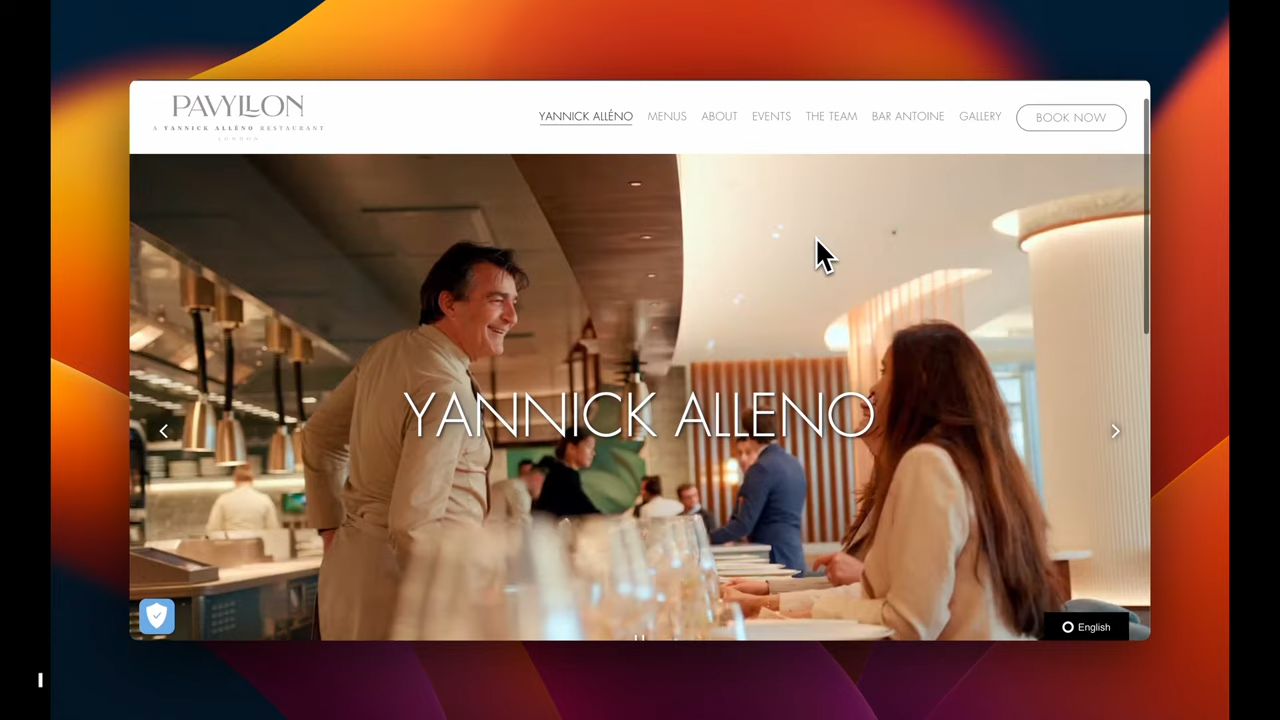 PAVYLLON
A YANNICK ALLÉNO RESTAURANT
LONDON
YANNICK ALLÉNO MENUS ABOUT EVENTS THE TEAM BAR ANTOINE GALLERY BOOK NOW
YANNICK ALLENO
English